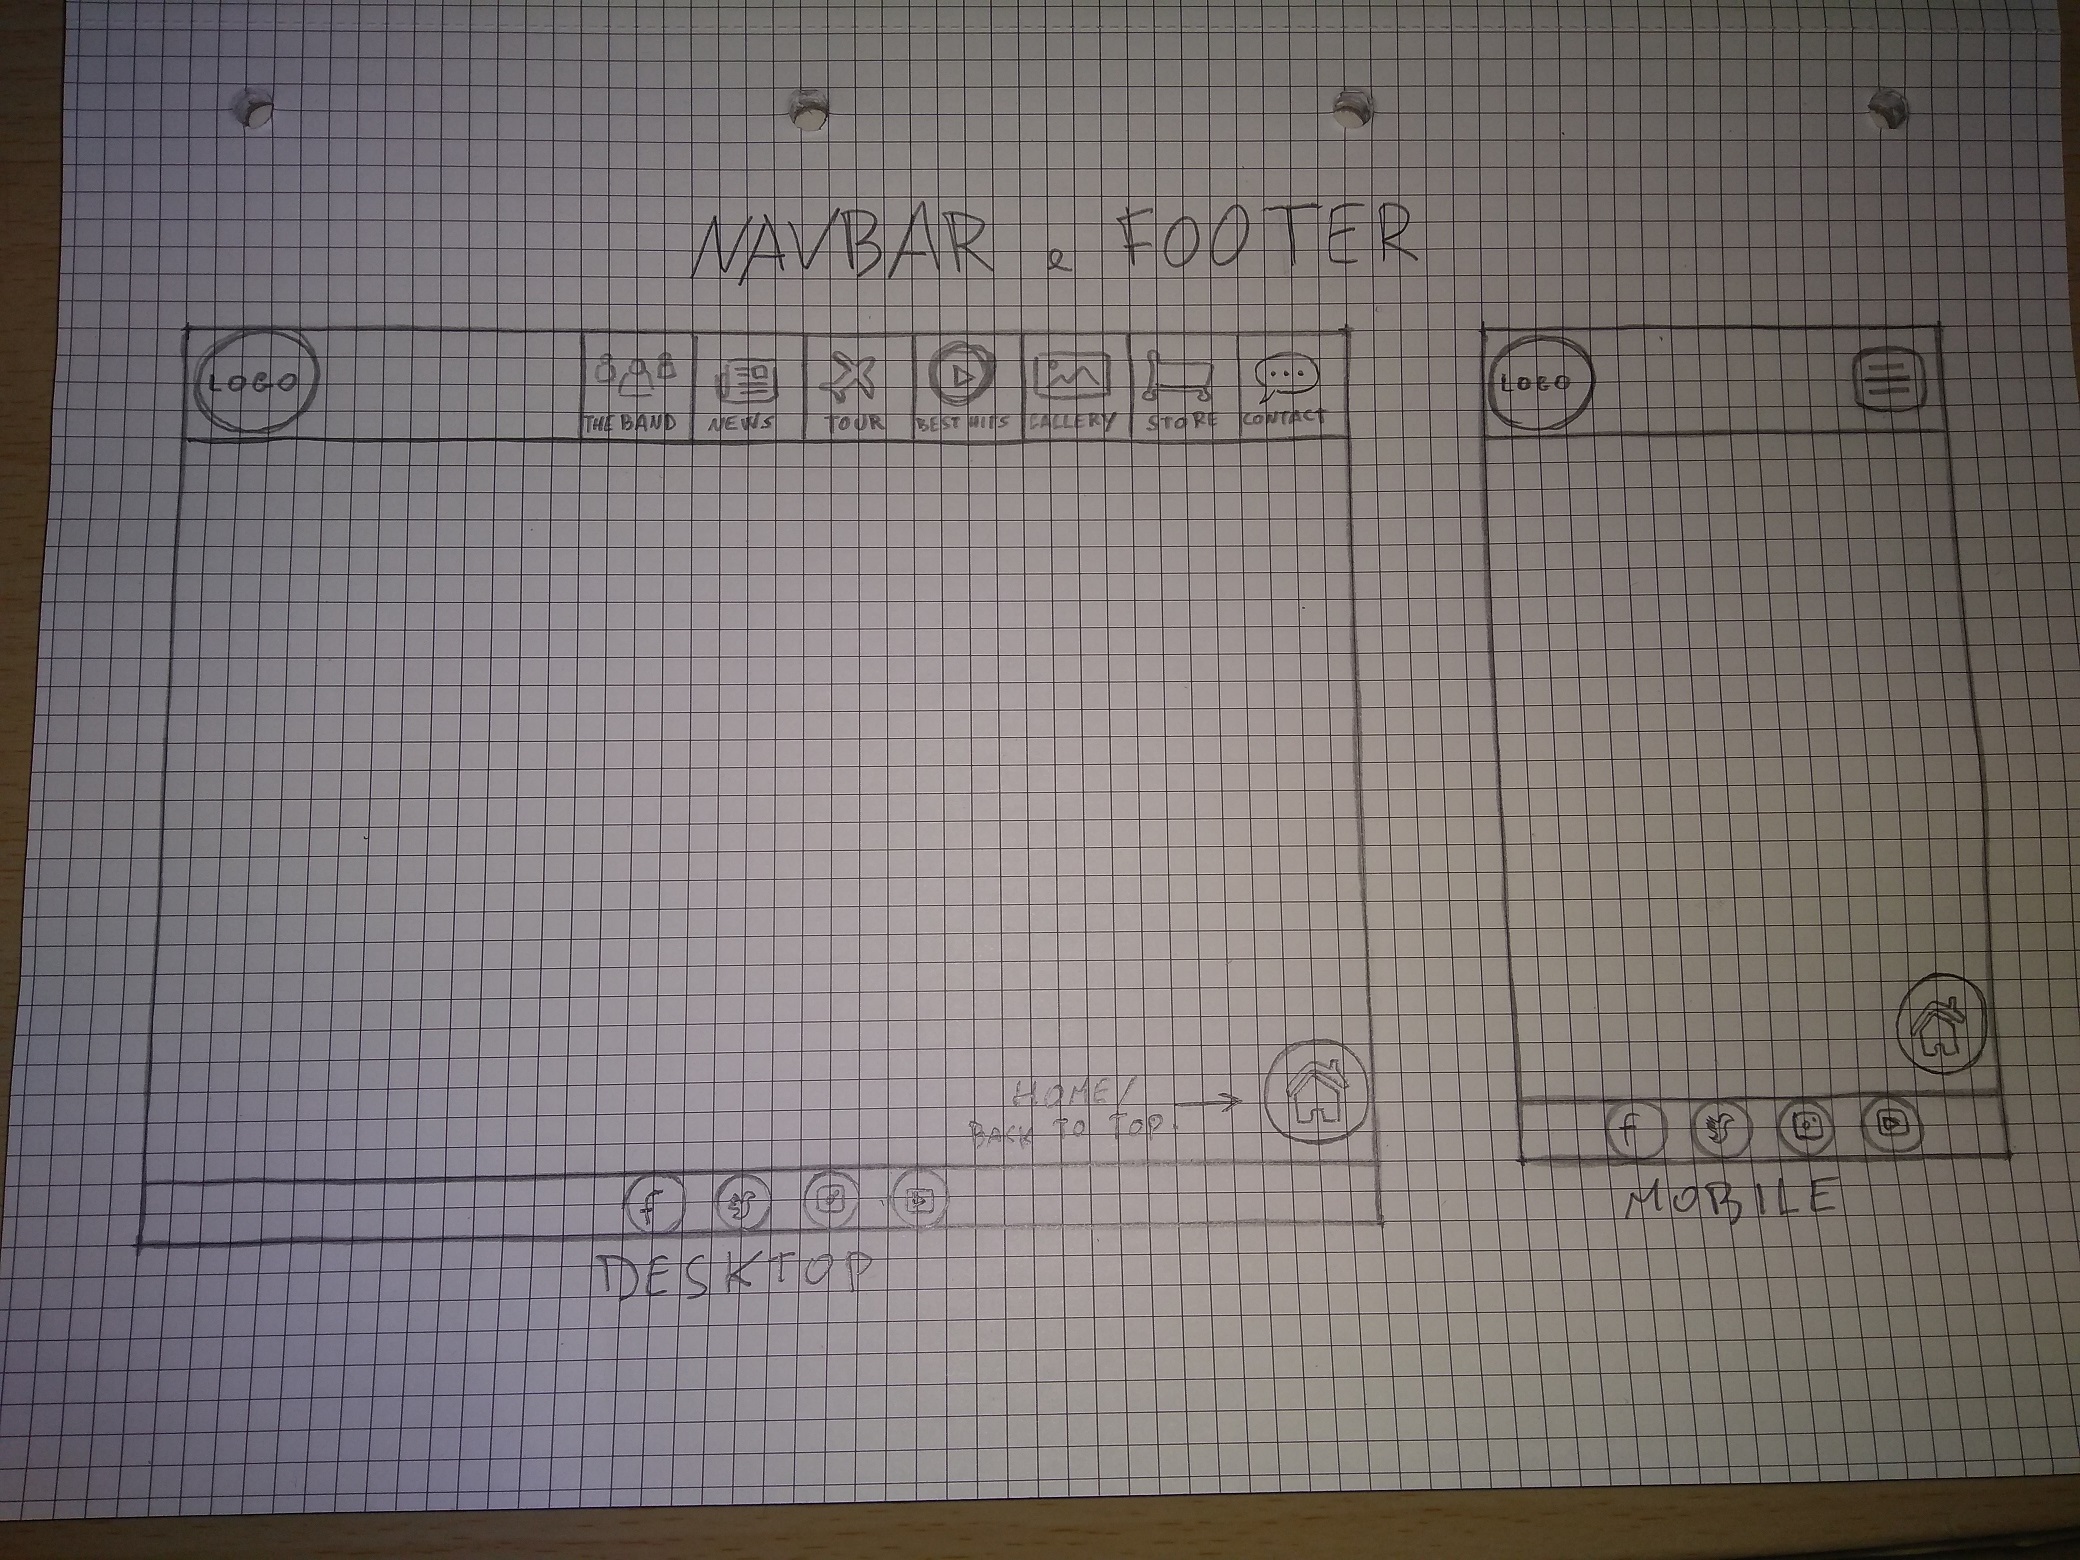 NAVBAR e FOOTER
LOGO
THE BAND NEWS TOUR BEST HITS GALLERY STORE CONTACT
LOGO
HOME/
BACK TO TOP
f
f
DESKTOP
MOBILE